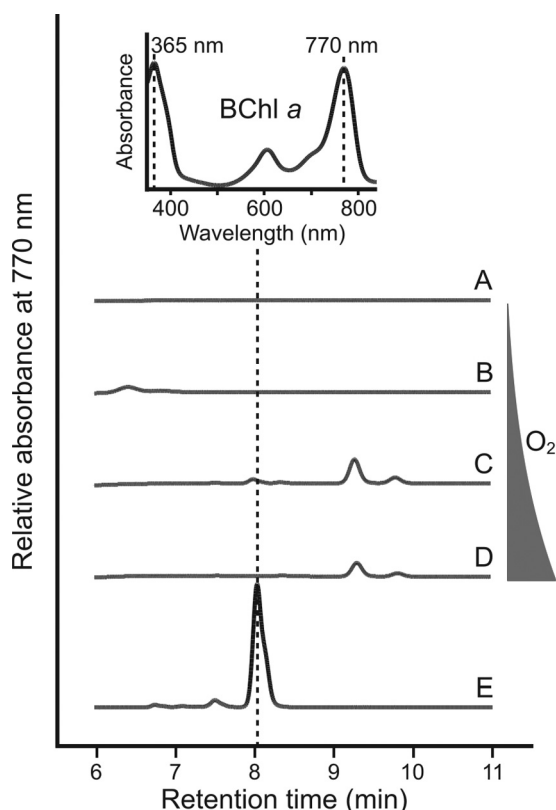 365 nm
770 nm
BChl a
Absorbance
400
600
800
Wavelength (nm)
Relative absorbance at 770 nm
A
B
C
O2
D
E
6
7
8
9
10
11
Retention time (min)